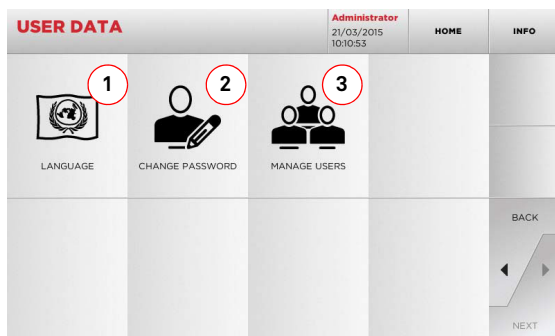 USER DATA
Administrator
21/03/2015
10:10:53
HOME
INFO
1
2
3
LANGUAGE
CHANGE PASSWORD
MANAGE USERS
BACK
NEXT